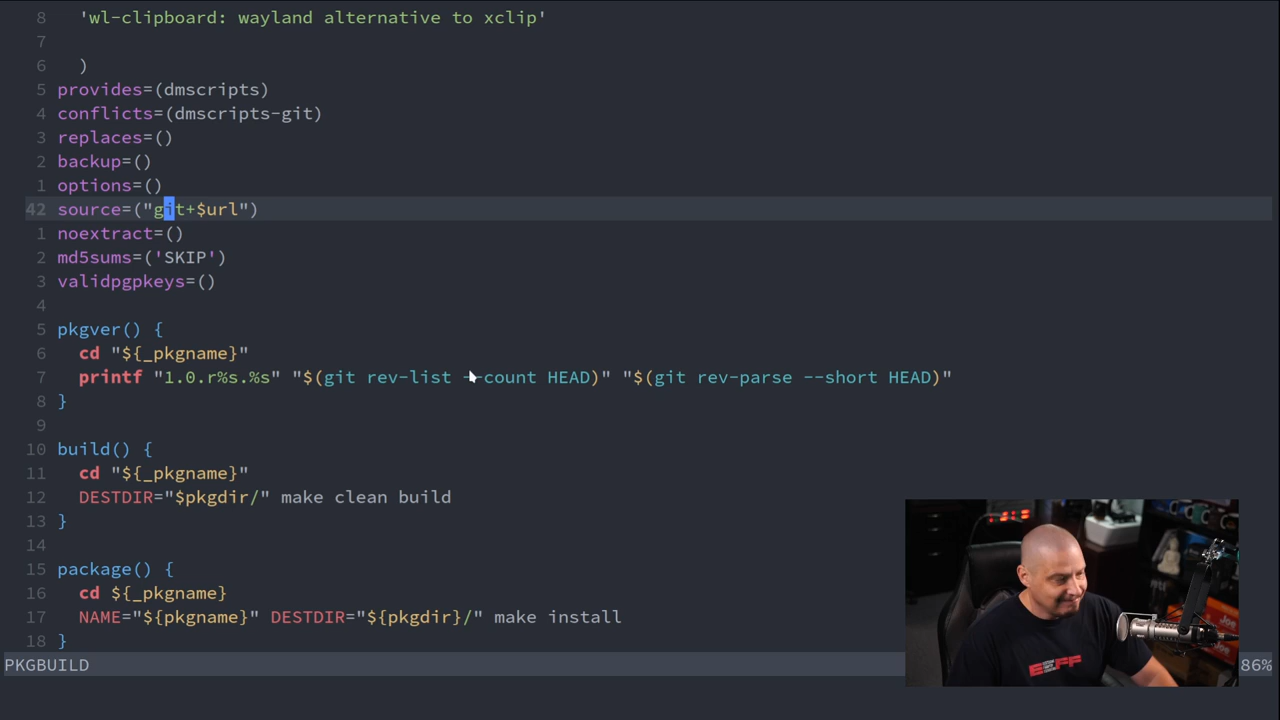 8 'wl-clipboard: wayland alternative to xclip'
7
6 )
5 provides=(dmscripts)
4 conflicts=(dmscripts-git)
3 replaces=()
2 backup=()
1 options=()
42 source=("git+$url")
1 noextract=()
2 md5sums=('SKIP')
3 validpgpkeys=()
4
5 pkgver() {
6 cd "${_pkgname}"
7 printf "1.0.r%s.%s" "$(git rev-list --count HEAD)" "$(git rev-parse --short HEAD)"
8 }
9
10 build() {
11 cd "${_pkgname}"
12 DESTDIR="$pkgdir/" make clean build
13 }
14
15 package() {
16 cd ${_pkgname}
17 NAME="${pkgname}" DESTDIR="${pkgdir}/" make install
18 }
PKGBUILD 86%